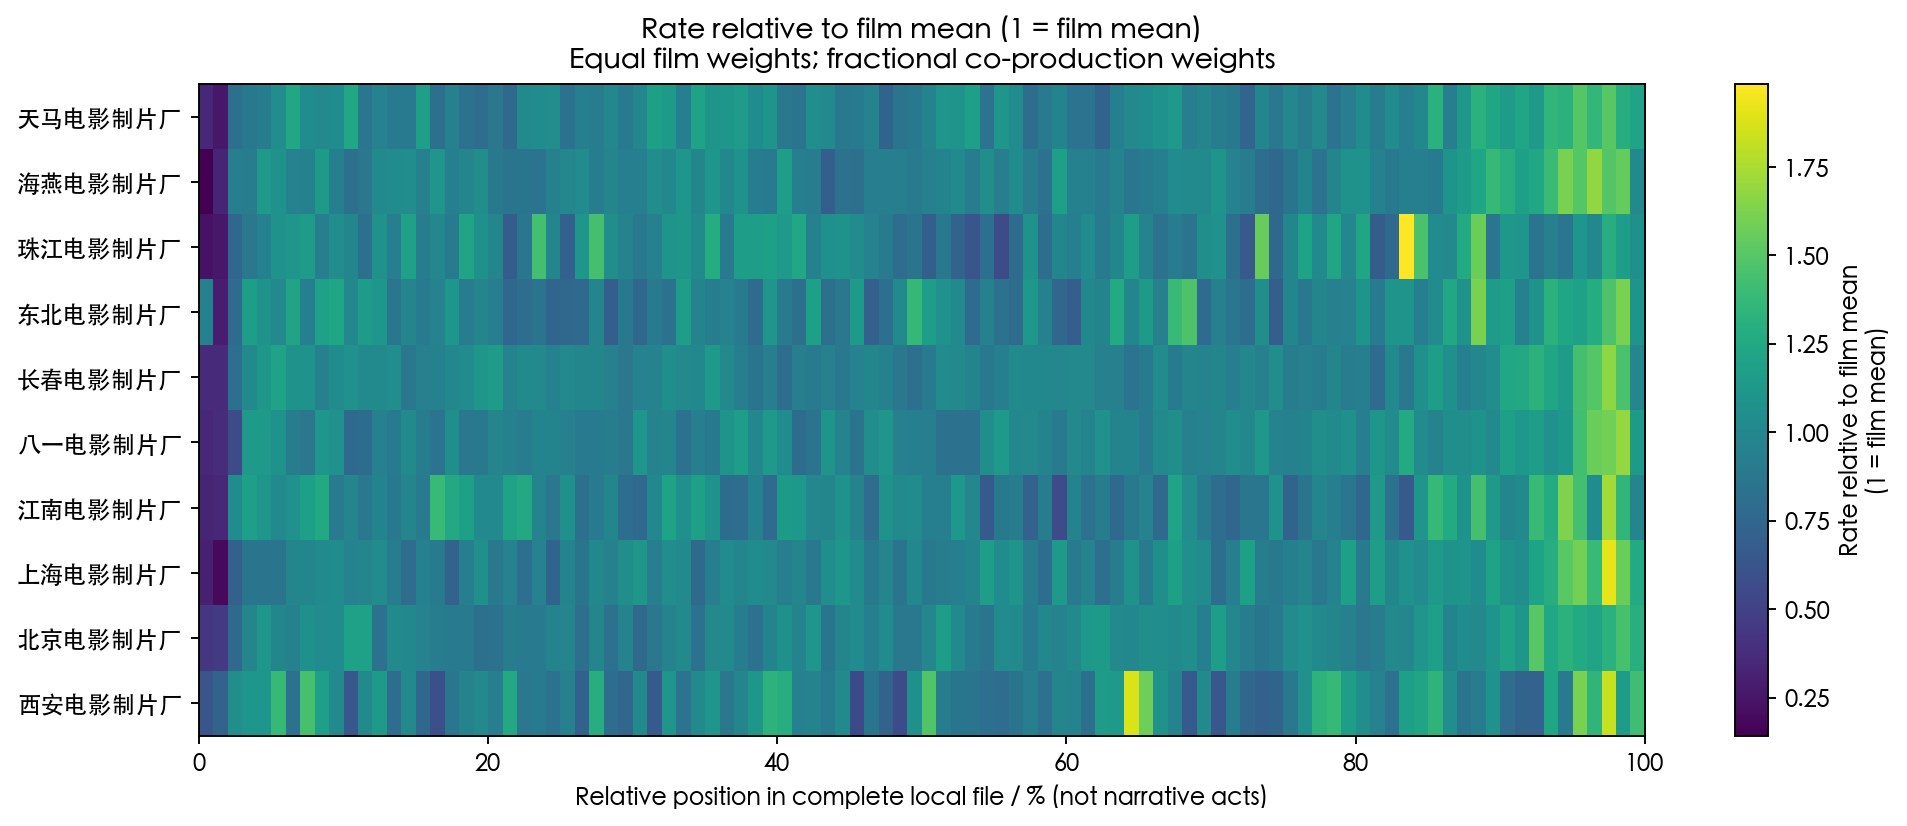 Rate relative to film mean (1 = film mean)
Equal film weights; fractional co-production weights
天马电影制片厂
海燕电影制片厂
珠江电影制片厂
东北电影制片厂
长春电影制片厂
八一电影制片厂
江南电影制片厂
上海电影制片厂
北京电影制片厂
西安电影制片厂
0
20
40
60
80
100
Relative position in complete local file / % (not narrative acts)
1.75
1.50
1.25
1.00
0.75
0.50
0.25
Rate relative to film mean
(1 = film mean)